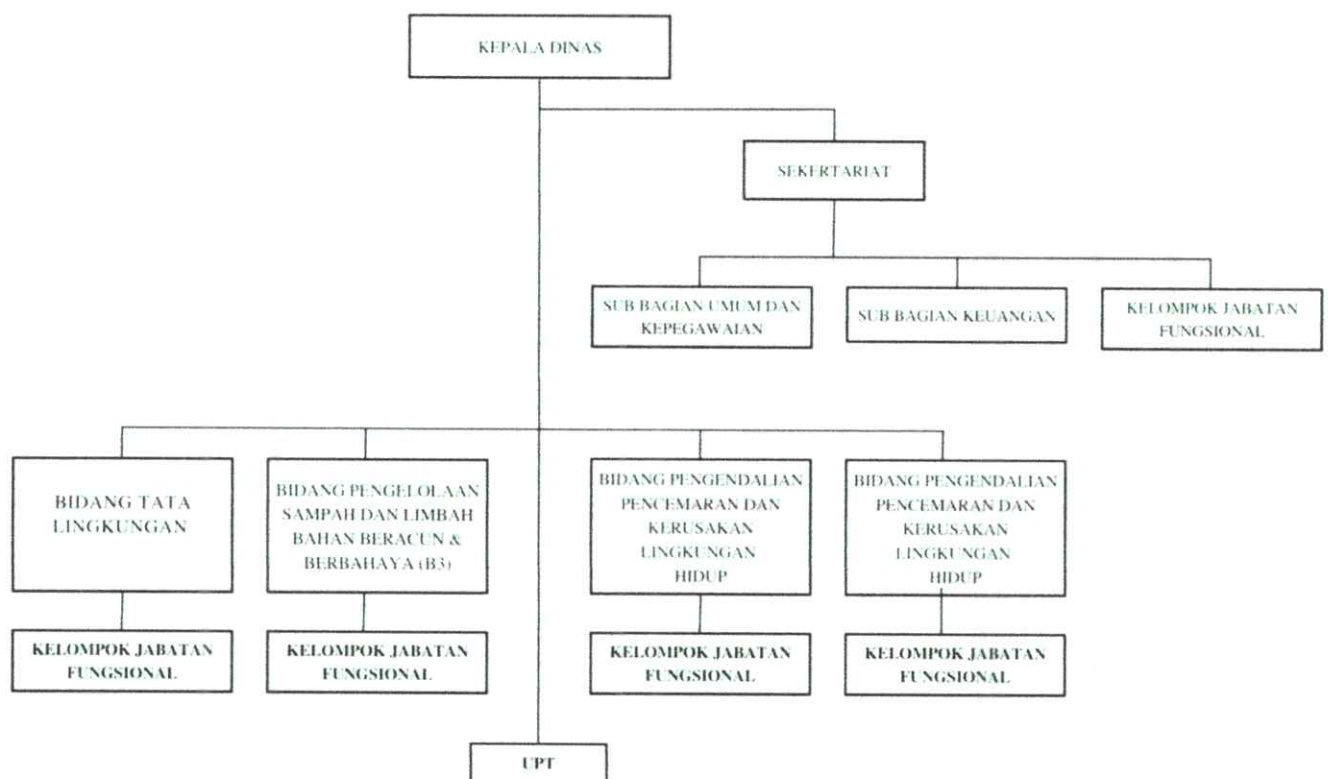 KEPALA DINAS
SEKERTARIAT
SUB BAGIAN UMUM DAN
KEPEGAWAIAN
SUB BAGIAN KEUANGAN
KELOMPOK JABATAN
FUNGSIONAL
BIDANG TATA
LINGKUNGAN
BIDANG PENGELOLAAN
SAMPAH DAN LIMBAH
BAHAN BERACUN &
BERBAHAYA (B3)
BIDANG PENGENDALIAN
PENCEMARAN DAN
KERUSAKAN
LINGKUNGAN
HIDUP
BIDANG PENGENDALIAN
PENCEMARAN DAN
KERUSAKAN
LINGKUNGAN
HIDUP
KELOMPOK JABATAN
FUNGSIONAL
KELOMPOK JABATAN
FUNGSIONAL
KELOMPOK JABATAN
FUNGSIONAL
KELOMPOK JABATAN
FUNGSIONAL
UPT